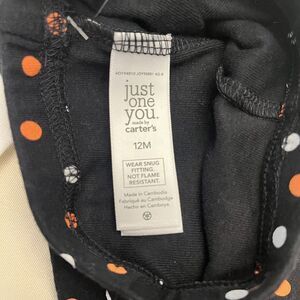 just
one
you.
made by
carter's
12M
WEAR SNUG
FITTING.
NOT FLAME
RESISTANT.
Made in Cambodia
Fabriqué au Cambodge
Hecho en Camboya